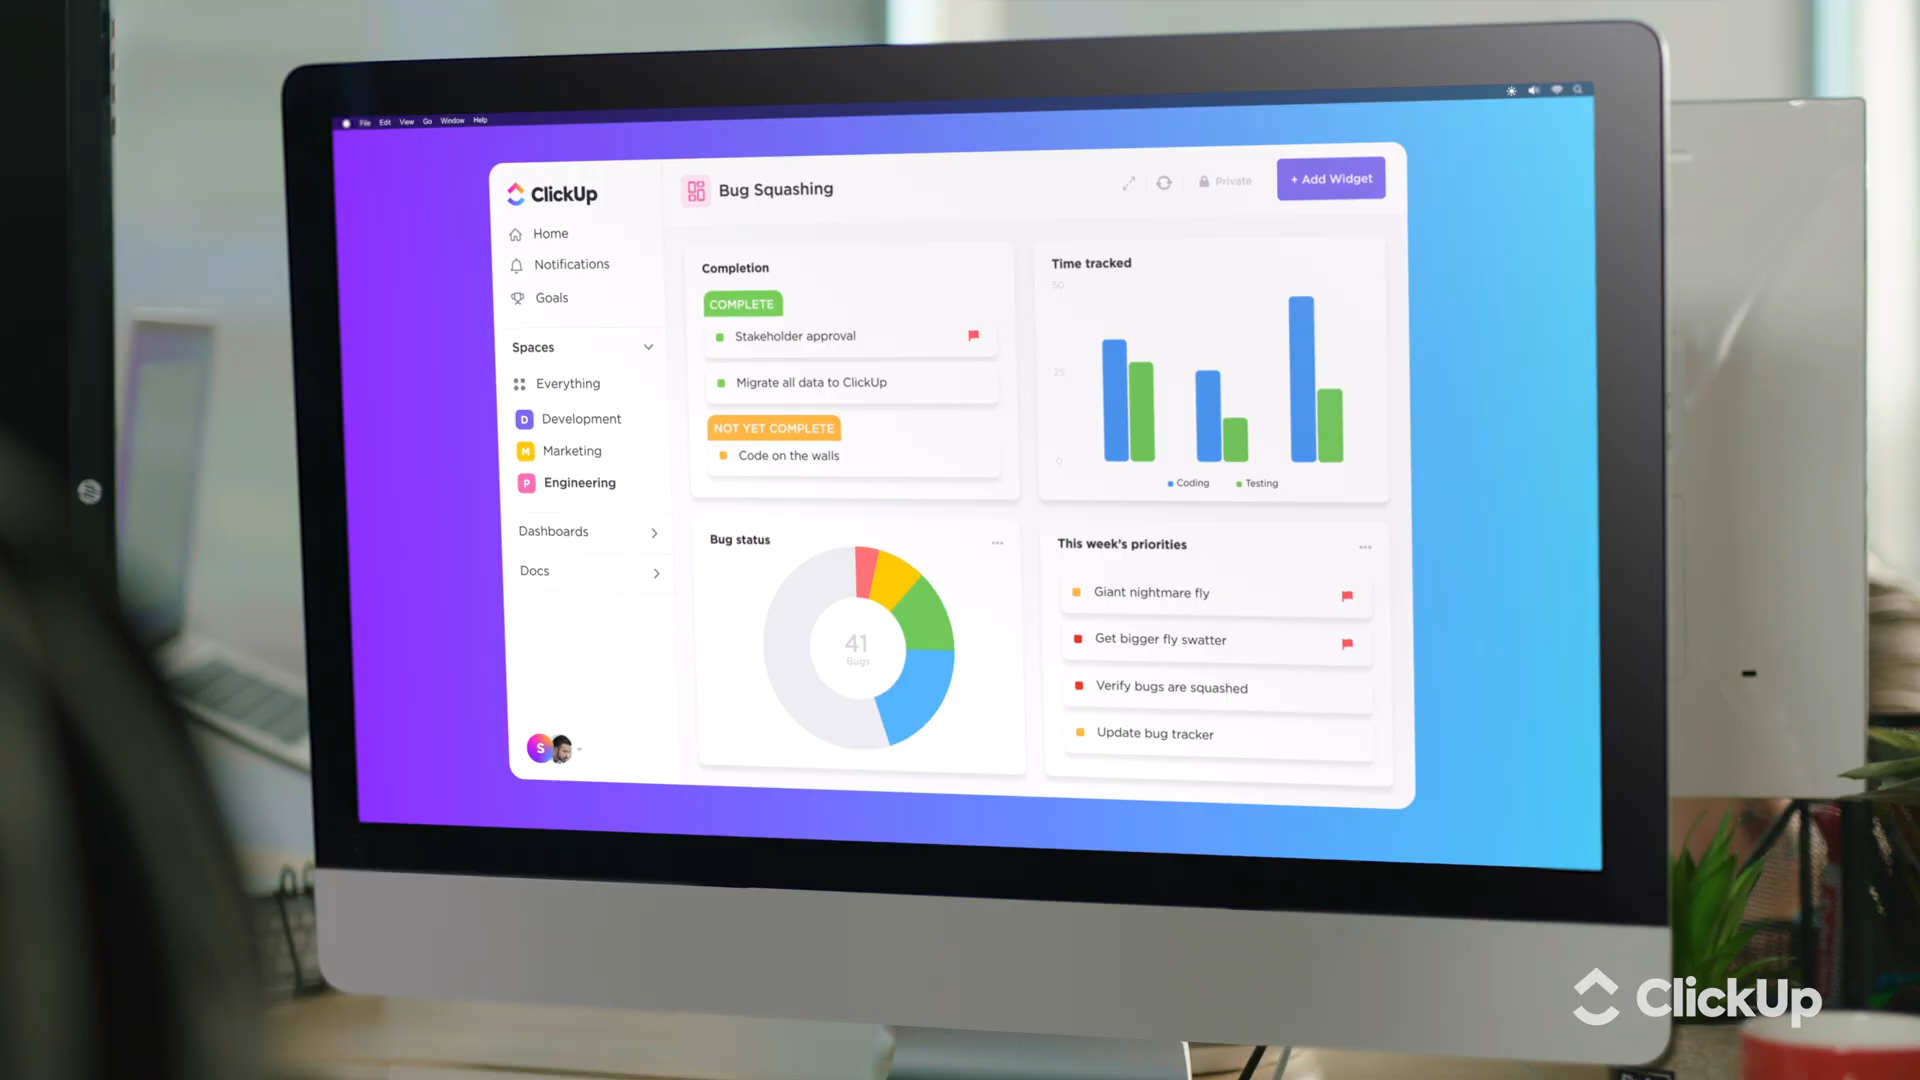 File Edit View Go Window Help
ClickUp
Home
Notifications
Goals
Spaces
Everything
D Development
M Marketing
P Engineering
Dashboards
Docs
S
Bug Squashing
Private
+ Add Widget
Completion
COMPLETE
Stakeholder approval
Migrate all data to ClickUp
NOT YET COMPLETE
Code on the walls
Time tracked
50
25
0
Coding Testing
Bug status
41
Bugs
This week's priorities
Giant nightmare fly
Get bigger fly swatter
Verify bugs are squashed
Update bug tracker
ClickUp